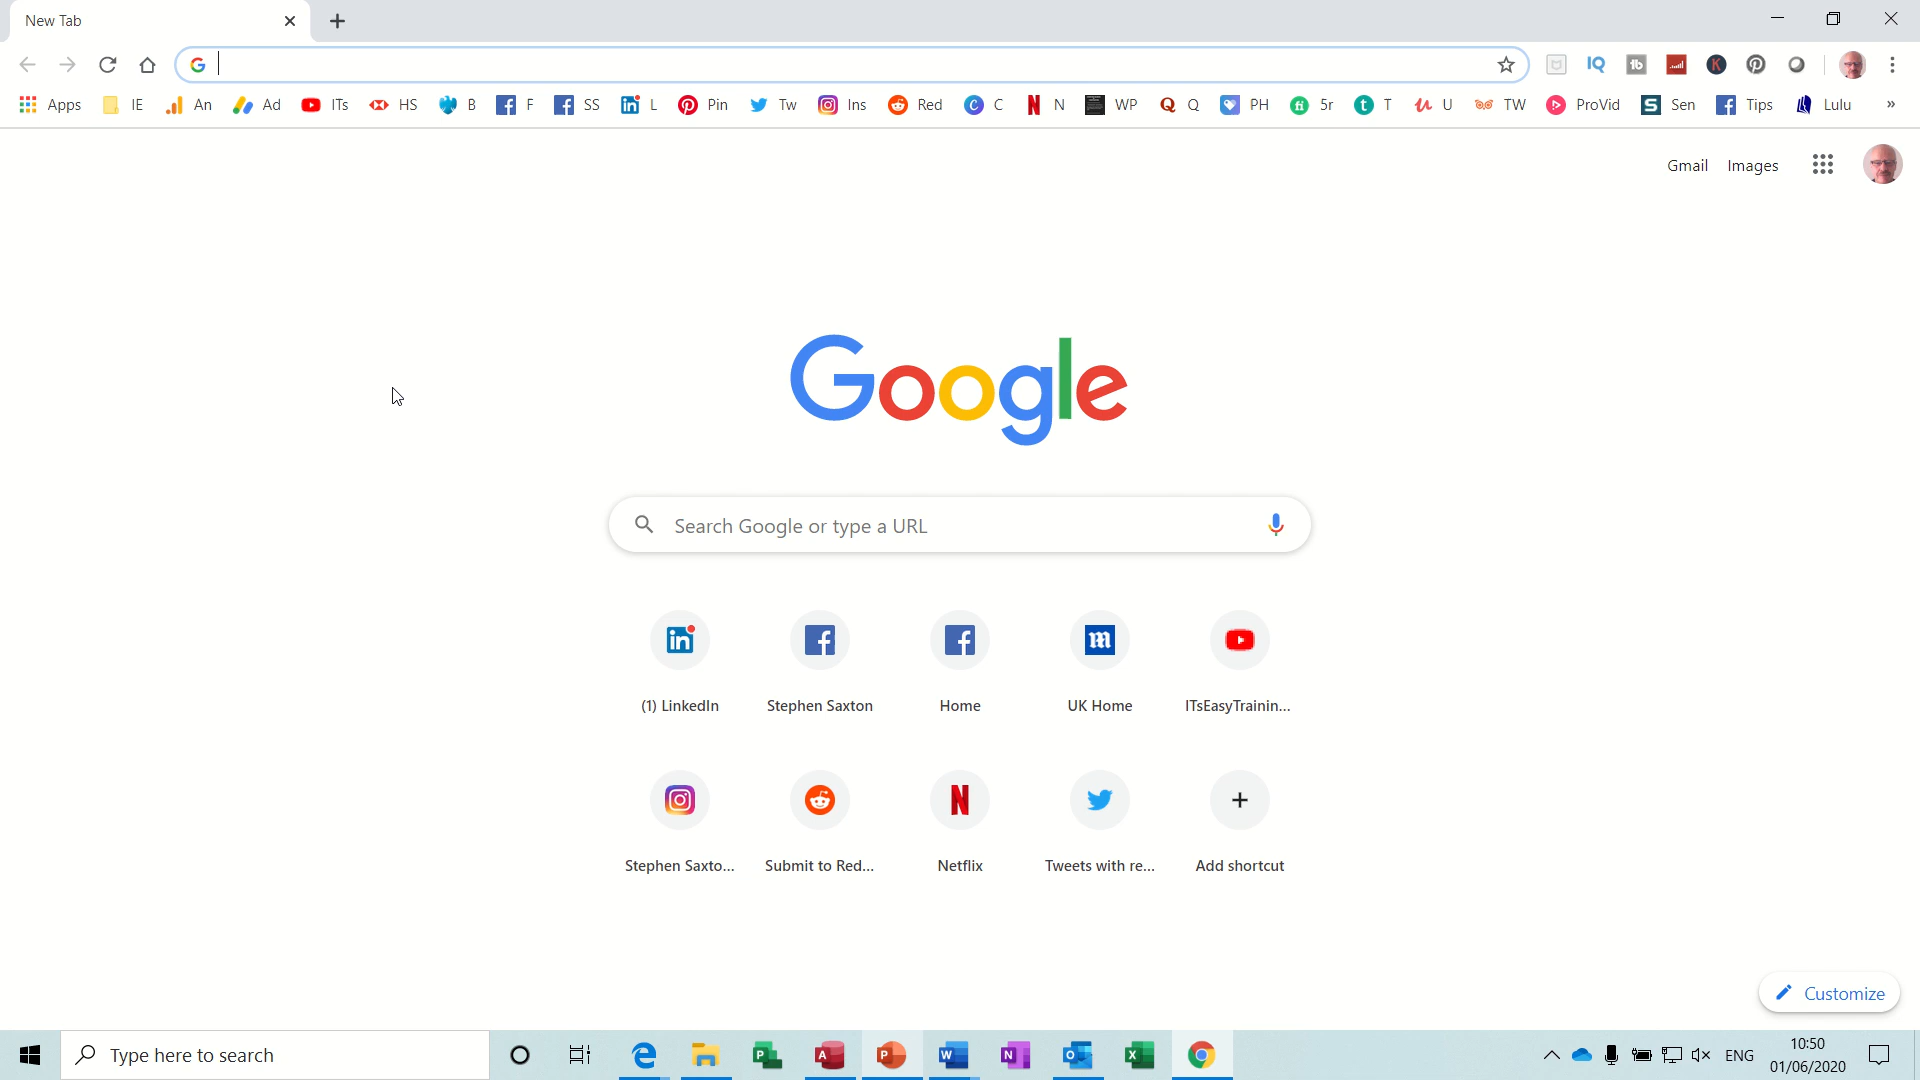 New Tab
Apps IE An Ad ITs HS B F SS L Pin Tw Ins Red C N WP Q PH 5r T U TW ProVid Sen Tips Lulu »
Gmail Images
Google
Search Google or type a URL
(1) LinkedIn Stephen Saxton Home UK Home ITsEasyTrainin...
Stephen Saxto... Submit to Red... Netflix Tweets with re... Add shortcut
Customize
Type here to search
ENG
10:50
01/06/2020